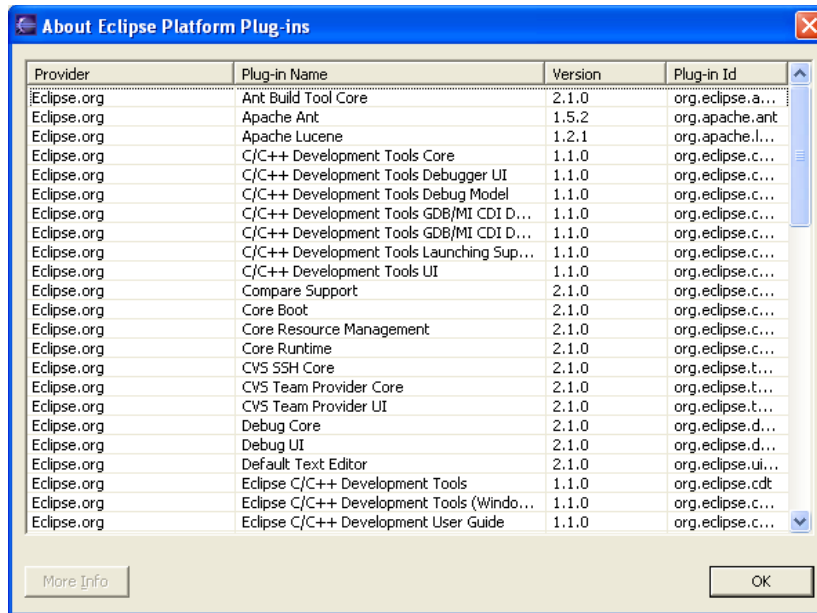 About Eclipse Platform Plug-ins
Provider Plug-in Name Version Plug-in Id
Eclipse.org Ant Build Tool Core 2.1.0 org.eclipse.a...
Eclipse.org Apache Ant 1.5.2 org.apache.ant
Eclipse.org Apache Lucene 1.2.1 org.apache.l...
Eclipse.org C/C++ Development Tools Core 1.1.0 org.eclipse.c...
Eclipse.org C/C++ Development Tools Debugger UI 1.1.0 org.eclipse.c...
Eclipse.org C/C++ Development Tools Debug Model 1.1.0 org.eclipse.c...
Eclipse.org C/C++ Development Tools GDB/MI CDI D... 1.1.0 org.eclipse.c...
Eclipse.org C/C++ Development Tools GDB/MI CDI D... 1.1.0 org.eclipse.c...
Eclipse.org C/C++ Development Tools Launching Sup... 1.1.0 org.eclipse.c...
Eclipse.org C/C++ Development Tools UI 1.1.0 org.eclipse.c...
Eclipse.org Compare Support 2.1.0 org.eclipse.c...
Eclipse.org Core Boot 2.1.0 org.eclipse.c...
Eclipse.org Core Resource Management 2.1.0 org.eclipse.c...
Eclipse.org Core Runtime 2.1.0 org.eclipse.c...
Eclipse.org CVS SSH Core 2.1.0 org.eclipse.t...
Eclipse.org CVS Team Provider Core 2.1.0 org.eclipse.t...
Eclipse.org CVS Team Provider UI 2.1.0 org.eclipse.t...
Eclipse.org Debug Core 2.1.0 org.eclipse.d...
Eclipse.org Debug UI 2.1.0 org.eclipse.d...
Eclipse.org Default Text Editor 2.1.0 org.eclipse.ui...
Eclipse.org Eclipse C/C++ Development Tools 1.1.0 org.eclipse.cdt
Eclipse.org Eclipse C/C++ Development Tools (Windo... 1.1.0 org.eclipse.c...
Eclipse.org Eclipse C/C++ Development User Guide 1.1.0 org.eclipse.c...
More Info OK